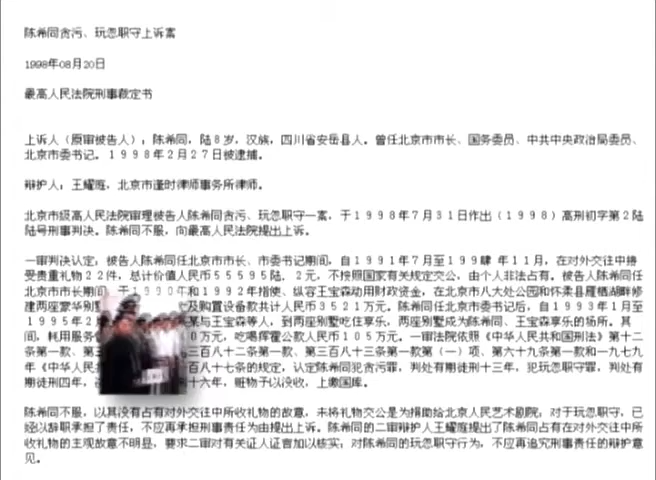 陈希同贪污、玩忽职守上诉案
1998年08月20日
最高人民法院刑事裁定书
上诉人（原审被告人）：陈希同，陆8岁，汉族，四川省安岳县人。曾任北京市市长、国务委员、中共中央政治局委员、
北京市委书记。1998年2月27日被逮捕。
辩护人：王耀庭，北京市逢时律师事务所律师。
北京市级高人民法院审理被告人陈希同贪污、玩忽职守一案，于1998年7月31日作出（1998）高刑初字第2陆
陆号刑事判决。陈希同不服，向最高人民法院提出上诉。
一审判决认定，被告人陈希同任北京市市长、市委书记期间，自1991年7月至199肆年11月，在对外交往中接
受贵重礼物22件，总计价值人民币55595陆．2元，不按照国家有关规定交公，由个人非法占有。被告人陈希同任
北京市市长期间，于1990年和1992年指使、纵容王宝森动用财政资金，在北京市八大处公园和怀柔县雁栖湖畔修
建两座豪华别墅 及购置设备款共计人民币3521万元。陈希同任北京市委书记后，自1993年1月至
1995年2 某与王宝森等人，到两座别墅吃住享乐，两座别墅成为陈希同、王宝森享乐的场所。其
间，耗用服务 0万元，吃喝挥霍公款人民币105万元。一审法院依照《中华人民共和国刑法》第十二
条第一款、第三 三百八十二条第一款、第三百八十三条第一款第（一）项、第六十九条第一款和一九七九
年《中华人民 百八十七条的规定，认定陈希同犯贪污罪，判处有期徒刑十三年，犯玩忽职守罪，判处有
期徒刑四年， 十六年，赃物予以没收，上缴国库。
陈希同不服，以其没有占有对外交往中所收礼物的故意，未将礼物交公是为捐助给北京人民艺术剧院；对于玩忽职守，已
经以辞职承担了责任，不应再承担刑事责任为由提出上诉。陈希同的二审辩护人王耀庭提出了陈希同占有在对外交往中所
收礼物的主观故意不明显，要求二审对有关证人证言加以核实；对陈希同的玩忽职守行为，不应再追究刑事责任的辩护意
见。